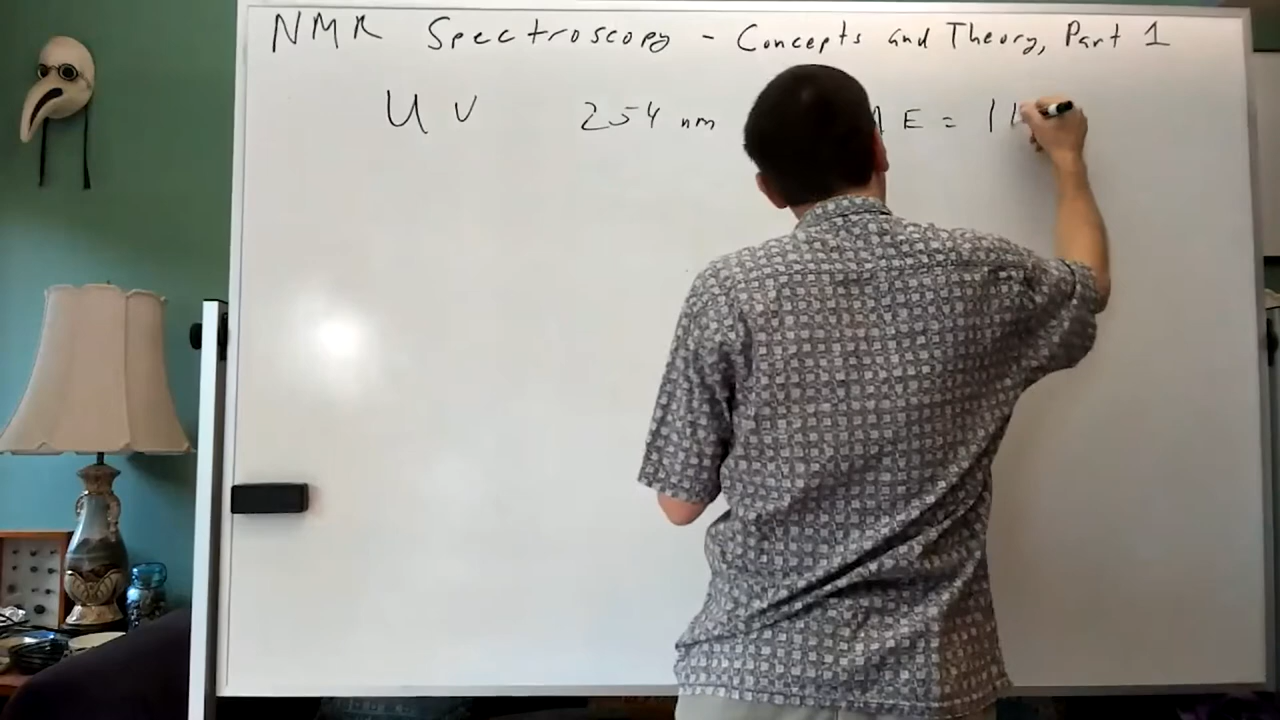 NMR Spectroscopy - Concepts and Theory, Part 1
UV 254 nm E = 11